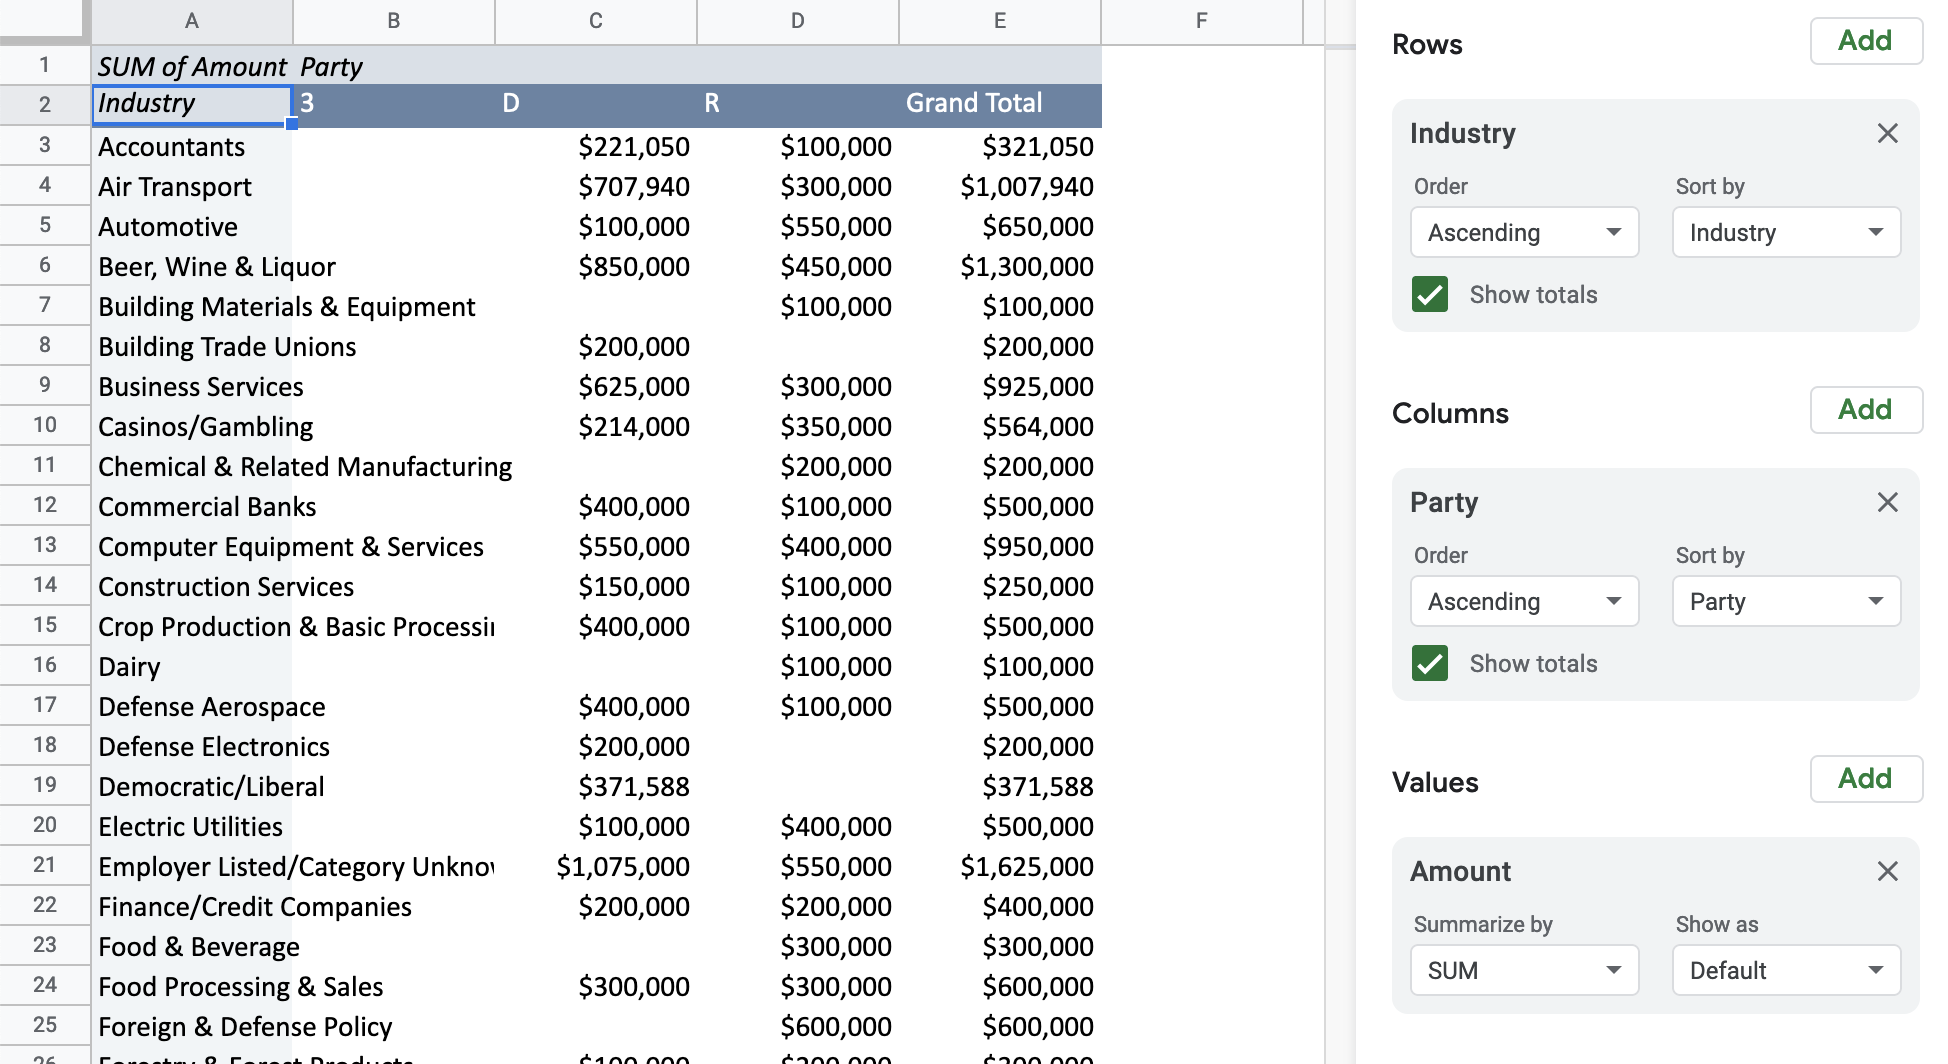 A B C D E F
1 SUM of Amount Party
2 Industry 3 D R Grand Total
3 Accountants $221,050 $100,000 $321,050
4 Air Transport $707,940 $300,000 $1,007,940
5 Automotive $100,000 $550,000 $650,000
6 Beer, Wine & Liquor $850,000 $450,000 $1,300,000
7 Building Materials & Equipment $100,000 $100,000
8 Building Trade Unions $200,000 $200,000
9 Business Services $625,000 $300,000 $925,000
10 Casinos/Gambling $214,000 $350,000 $564,000
11 Chemical & Related Manufacturing $200,000 $200,000
12 Commercial Banks $400,000 $100,000 $500,000
13 Computer Equipment & Services $550,000 $400,000 $950,000
14 Construction Services $150,000 $100,000 $250,000
15 Crop Production & Basic Processi $400,000 $100,000 $500,000
16 Dairy $100,000 $100,000
17 Defense Aerospace $400,000 $100,000 $500,000
18 Defense Electronics $200,000 $200,000
19 Democratic/Liberal $371,588 $371,588
20 Electric Utilities $100,000 $400,000 $500,000
21 Employer Listed/Category Unkno $1,075,000 $550,000 $1,625,000
22 Finance/Credit Companies $200,000 $200,000 $400,000
23 Food & Beverage $300,000 $300,000
24 Food Processing & Sales $300,000 $300,000 $600,000
25 Foreign & Defense Policy $600,000 $600,000
26 Forestry & Forest Products $100,000 $200,000 $300,000
Rows Add
Industry
Order Sort by
Ascending Industry
Show totals
Columns Add
Party
Order Sort by
Ascending Party
Show totals
Values Add
Amount
Summarize by Show as
SUM Default